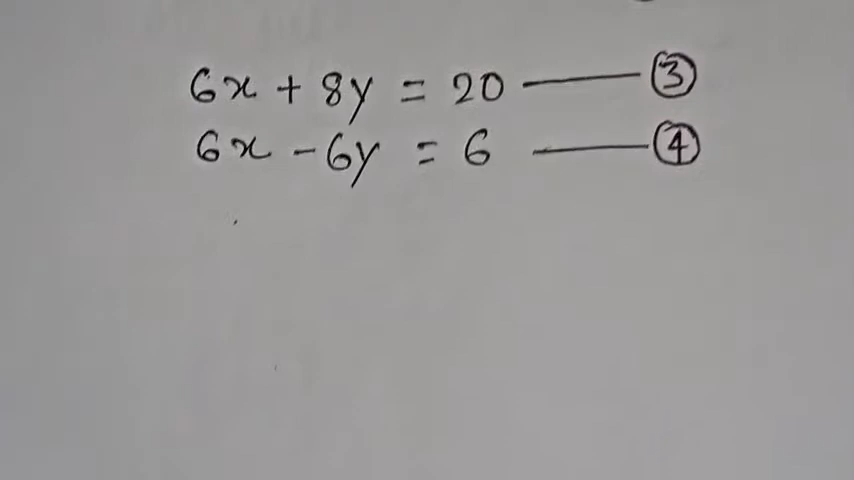 6x + 8y = 20 —— ③
6x - 6y = 6 —— ④